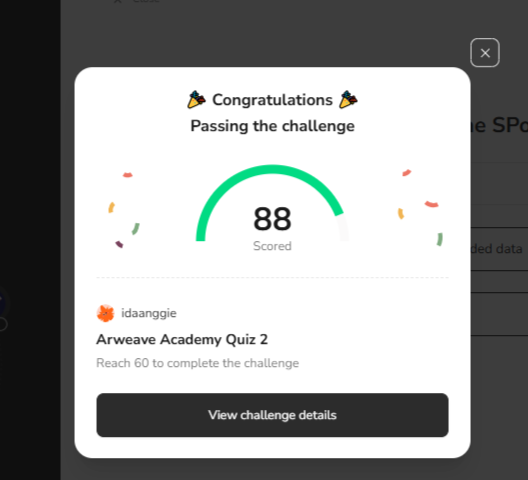 Congratulations
Passing the challenge
88
Scored
idaanggie
Arweave Academy Quiz 2
Reach 60 to complete the challenge
View challenge details
ne SPo
ded data